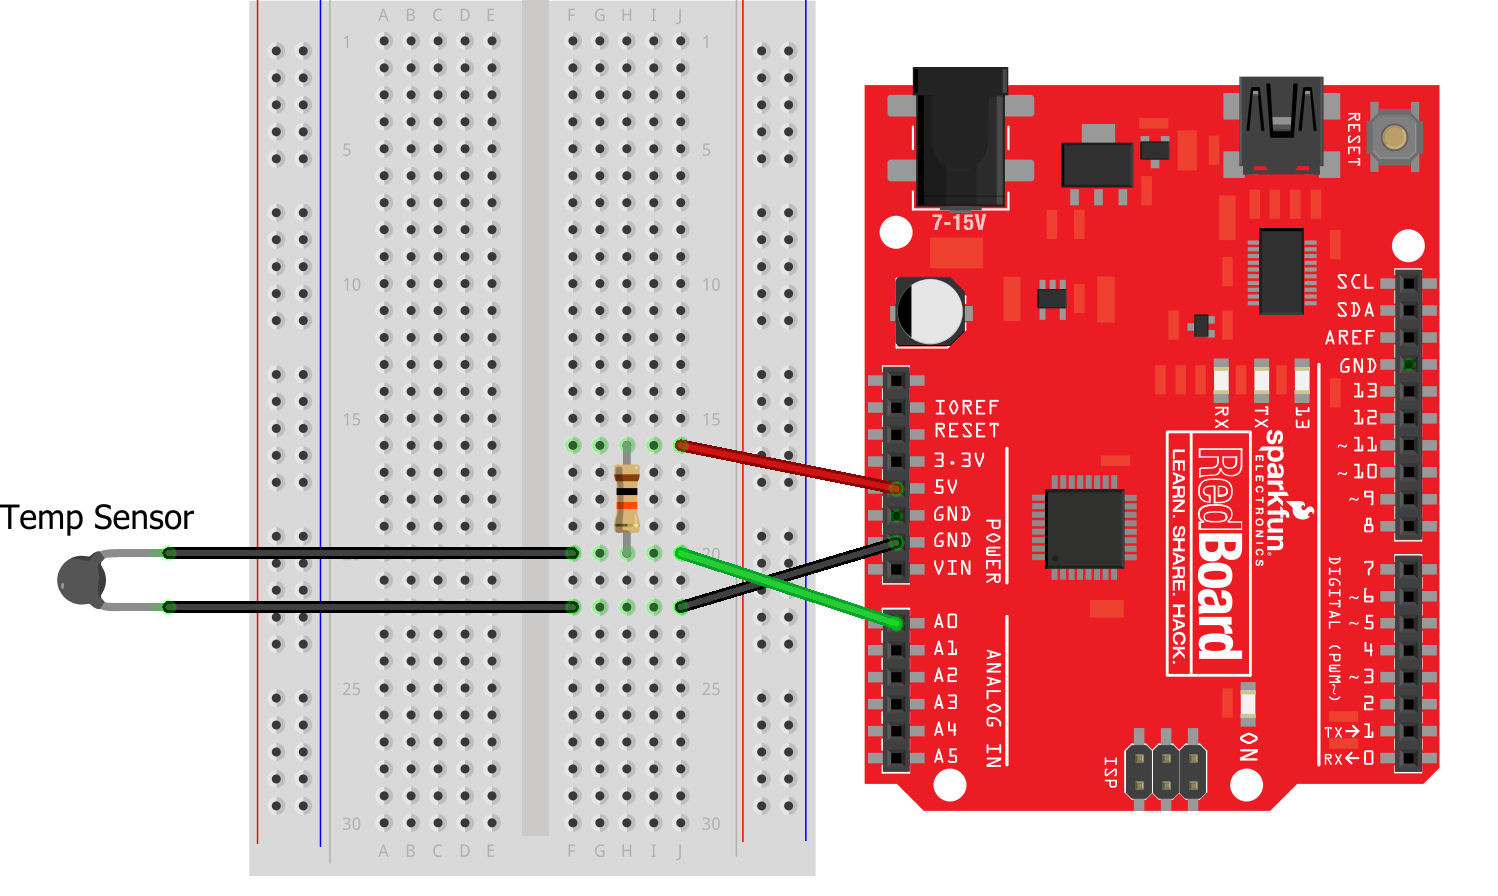 A B C D E F G H I J
1 1
5 5
10 10
15 15
20
25 25
30 30
A B C D E F G H I J
Temp Sensor
7-15V
RESET
IOREF
RESET
3.3V
5V
GND
GND
VIN
POWER
A0
A1
A2
A3
A4
A5
ANALOG IN
RX
TX
13
sparkfun
ELECTRONICS
RedBoard
LEARN. SHARE. HACK.
SCL
SDA
AREF
GND
13
12
~11
~10
~9
8
7
~6
~5
4
~3
2
TX→1
RX←0
DIGITAL (PWM~)
ON
ISP